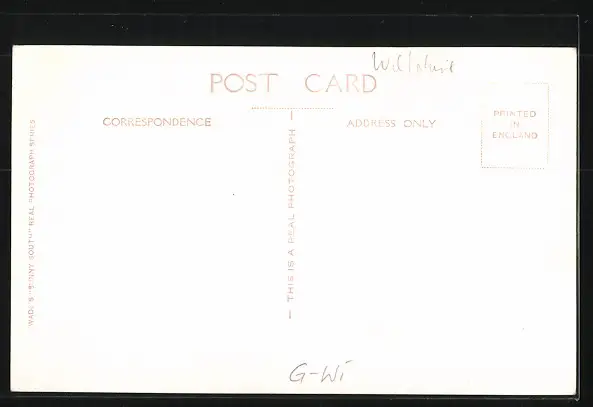 Wiltshire
POST CARD
CORRESPONDENCE
ADDRESS ONLY
PRINTED
IN
ENGLAND
THIS IS A REAL PHOTOGRAPH
WADE'S "SUNNY SOUTH" REAL PHOTOGRAPH SERIES
G-Wi